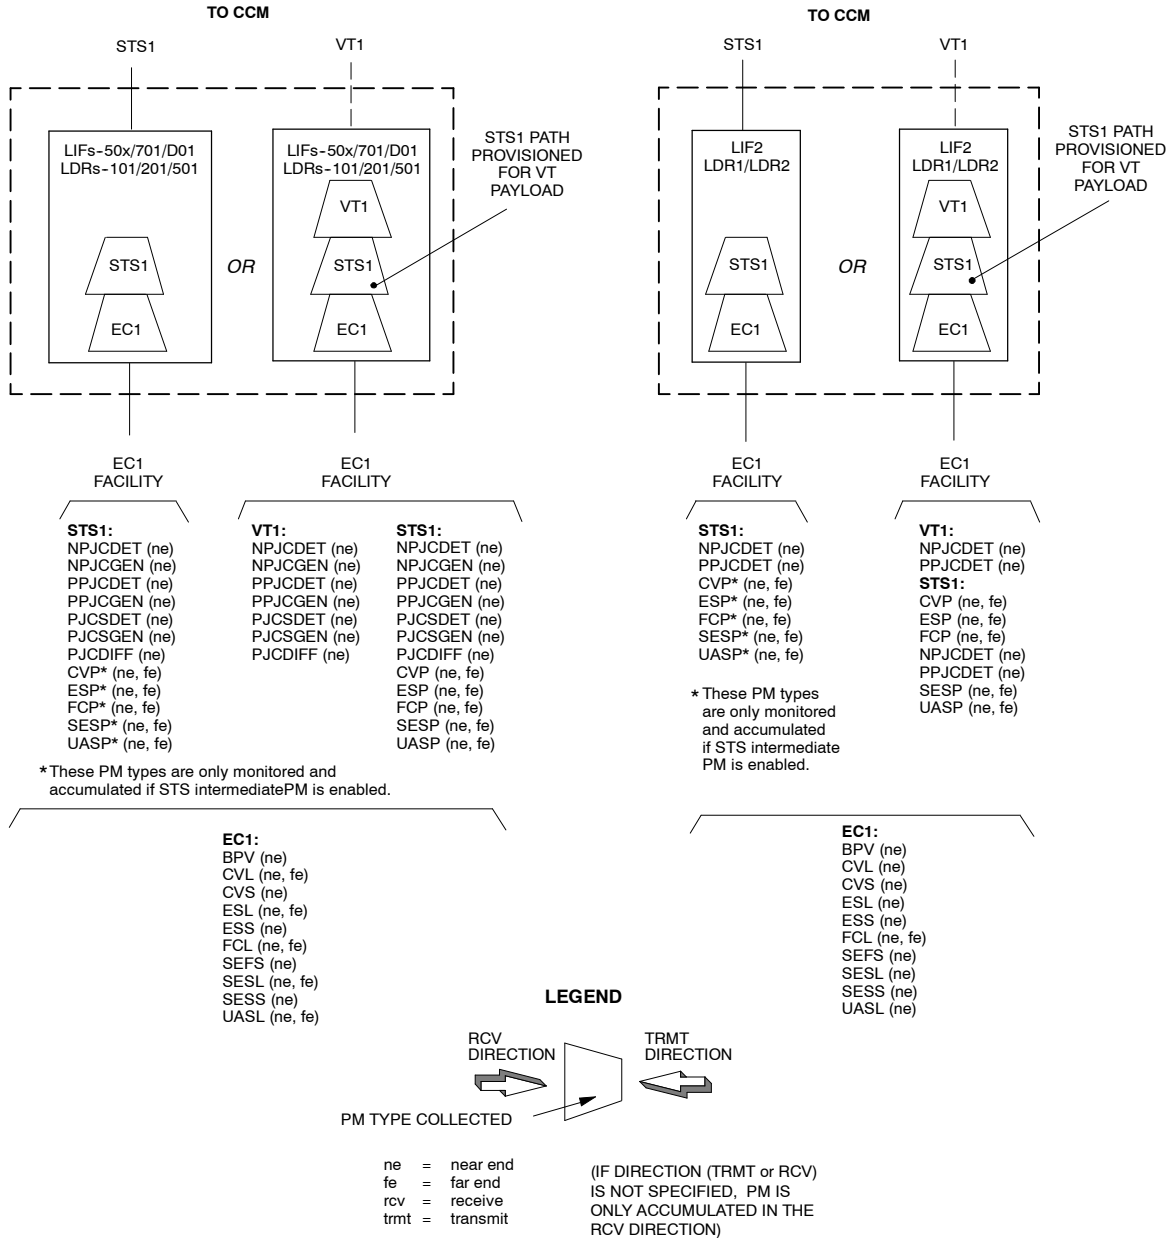 TO CCM
STS1
VT1
LIFs-50x/701/D01
LDRs-101/201/501
STS1
EC1
OR
LIFs-50x/701/D01
LDRs-101/201/501
VT1
STS1
EC1
STS1 PATH
PROVISIONED
FOR VT
PAYLOAD
EC1
FACILITY
EC1
FACILITY
STS1:
NPJCDET (ne)
NPJCGEN (ne)
PPJCDET (ne)
PPJCGEN (ne)
PJCSDET (ne)
PJCSGEN (ne)
PJCDIFF (ne)
CVP* (ne, fe)
ESP* (ne, fe)
FCP* (ne, fe)
SESP* (ne, fe)
UASP* (ne, fe)
VT1:
NPJCDET (ne)
NPJCGEN (ne)
PPJCDET (ne)
PPJCGEN (ne)
PJCSDET (ne)
PJCSGEN (ne)
PJCDIFF (ne)
STS1:
NPJCDET (ne)
NPJCGEN (ne)
PPJCDET (ne)
PPJCGEN (ne)
PJCSDET (ne)
PJCSGEN (ne)
PJCDIFF (ne)
CVP (ne, fe)
ESP (ne, fe)
FCP (ne, fe)
SESP (ne, fe)
UASP (ne, fe)
* These PM types are only monitored and
accumulated if STS intermediatePM is enabled.
EC1:
BPV (ne)
CVL (ne, fe)
CVS (ne)
ESL (ne, fe)
ESS (ne)
FCL (ne, fe)
SEFS (ne)
SESL (ne, fe)
SESS (ne)
UASL (ne, fe)
TO CCM
STS1
VT1
LIF2
LDR1/LDR2
STS1
EC1
OR
LIF2
LDR1/LDR2
VT1
STS1
EC1
STS1 PATH
PROVISIONED
FOR VT
PAYLOAD
EC1
FACILITY
EC1
FACILITY
STS1:
NPJCDET (ne)
PPJCDET (ne)
CVP* (ne, fe)
ESP* (ne, fe)
FCP* (ne, fe)
SESP* (ne, fe)
UASP* (ne, fe)
* These PM types
are only monitored
and accumulated
if STS intermediate
PM is enabled.
VT1:
NPJCDET (ne)
PPJCDET (ne)
STS1:
CVP (ne, fe)
ESP (ne, fe)
FCP (ne, fe)
NPJCDET (ne)
PPJCDET (ne)
SESP (ne, fe)
UASP (ne, fe)
EC1:
BPV (ne)
CVL (ne)
CVS (ne)
ESL (ne)
ESS (ne)
FCL (ne, fe)
SEFS (ne)
SESL (ne)
SESS (ne)
UASL (ne)
LEGEND
RCV
DIRECTION
TRMT
DIRECTION
PM TYPE COLLECTED
ne = near end
fe = far end
rcv = receive
trmt = transmit
(IF DIRECTION (TRMT or RCV)
IS NOT SPECIFIED, PM IS
ONLY ACCUMULATED IN THE
RCV DIRECTION)